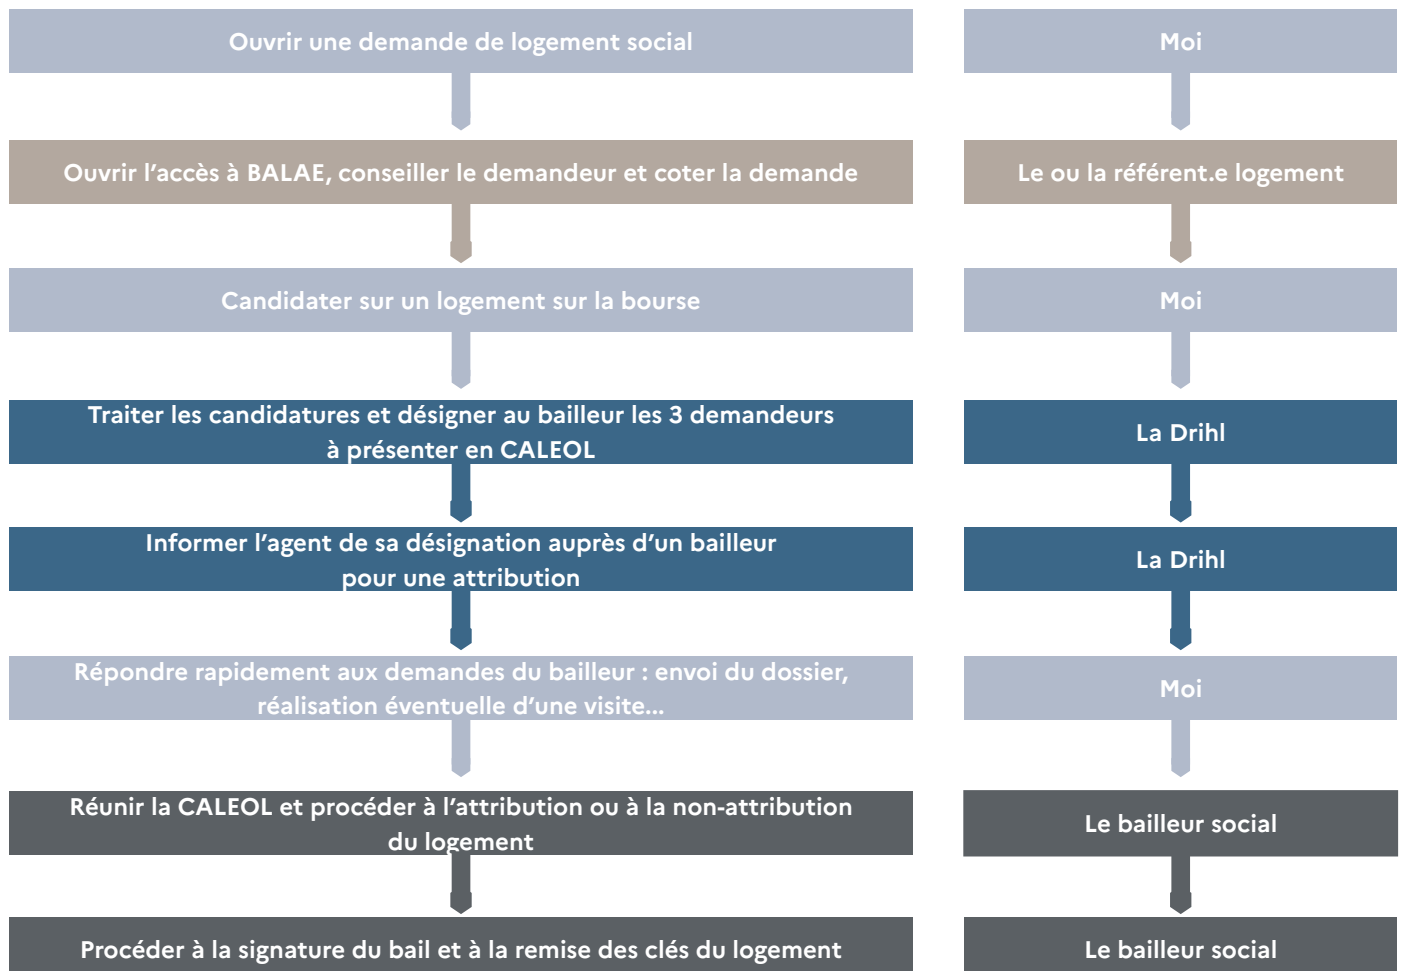 Ouvrir une demande de logement social
Moi
Ouvrir l’accès à BALAE, conseiller le demandeur et coter la demande
Le ou la référent.e logement
Candidater sur un logement sur la bourse
Moi
Traiter les candidatures et désigner au bailleur les 3 demandeurs
à présenter en CALEOL
La Drihl
Informer l’agent de sa désignation auprès d’un bailleur
pour une attribution
La Drihl
Répondre rapidement aux demandes du bailleur : envoi du dossier,
réalisation éventuelle d’une visite...
Moi
Réunir la CALEOL et procéder à l’attribution ou à la non-attribution
du logement
Le bailleur social
Procéder à la signature du bail et à la remise des clés du logement
Le bailleur social